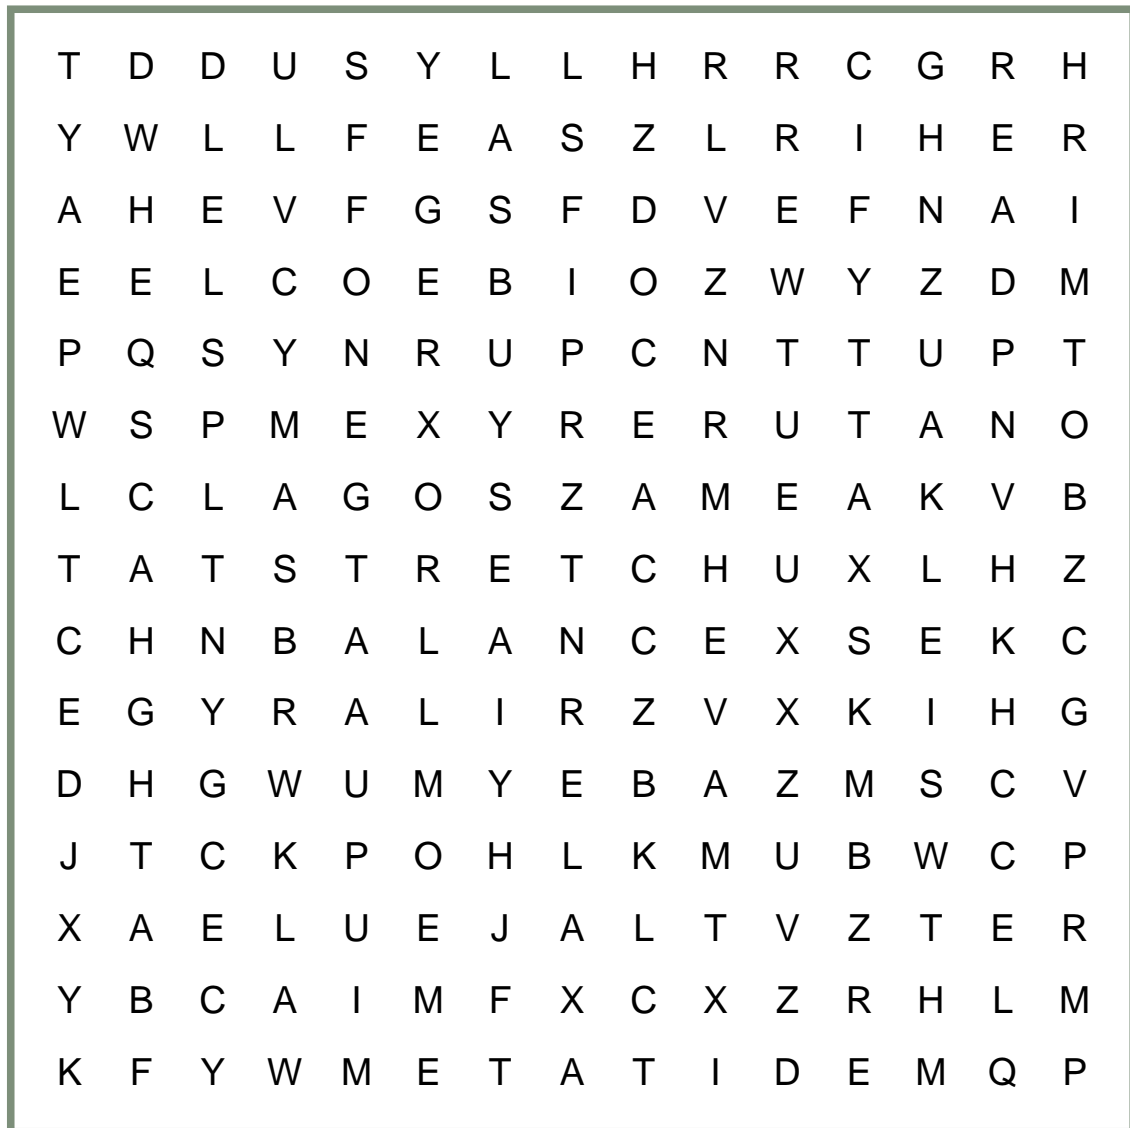 T D D U S Y L L H R R C G R H
Y W L L F E A S Z L R I H E R
A H E V F G S F D V E F N A I
E E L C O E B I O Z W Y Z D M
P Q S Y N R U P C N T T U P T
W S P M E X Y R E R U T A N O
L C L A G O S Z A M E A K V B
T A T S T R E T C H U X L H Z
C H N B A L A N C E X S E K C
E G Y R A L I R Z V X K I H G
D H G W U M Y E B A Z M S C V
J T C K P O H L K M U B W C P
X A E L U E J A L T V Z T E R
Y B C A I M F X C X Z R H L M
K F Y W M E T A T I D E M Q P